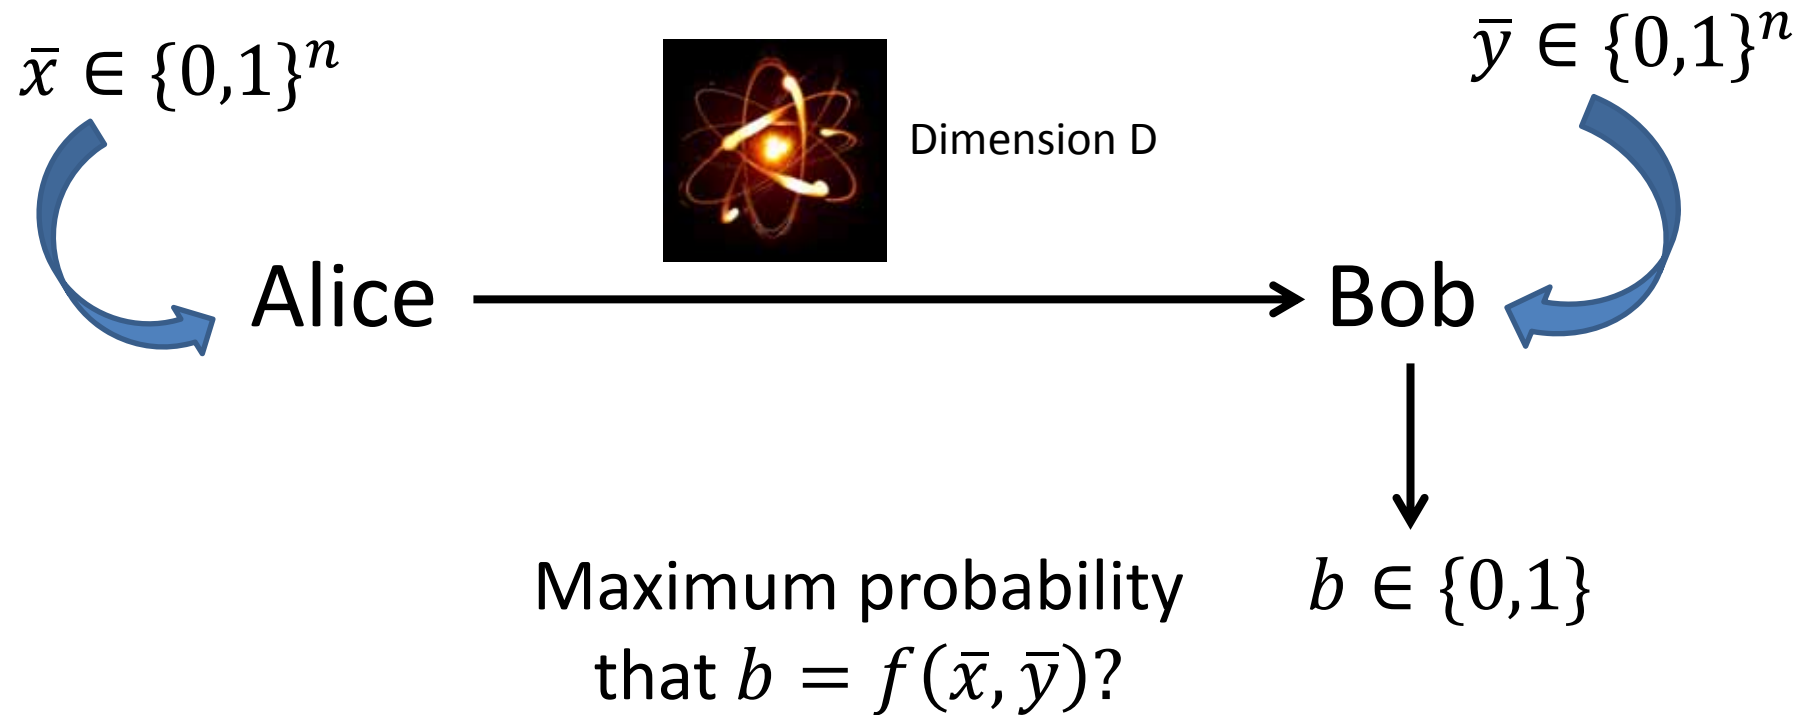 x̄ ∈ {0,1}ⁿ
ȳ ∈ {0,1}ⁿ
Dimension D
Alice
Bob
Maximum probability
that b = f(x̄, ȳ)?
b ∈ {0,1}